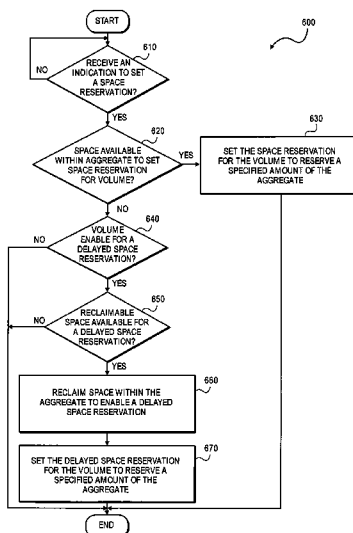 START
600
610
RECEIVE AN
INDICATION TO SET
A SPACE
RESERVATION?
NO
YES
620
SPACE AVAILABLE
WITHIN AGGREGATE TO SET
SPACE RESERVATION
FOR VOLUME?
YES
630
SET THE SPACE RESERVATION
FOR THE VOLUME TO RESERVE A
SPECIFIED AMOUNT OF THE
AGGREGATE
NO
640
VOLUME
ENABLE FOR A
DELAYED SPACE
RESERVATION?
NO
YES
650
RECLAIMABLE
SPACE AVAILABLE FOR
A DELAYED SPACE
RESERVATION?
NO
YES
660
RECLAIM SPACE WITHIN THE
AGGREGATE TO ENABLE A DELAYED
SPACE RESERVATION
670
SET THE DELAYED SPACE RESERVATION
FOR THE VOLUME TO RESERVE A
SPECIFIED AMOUNT OF THE
AGGREGATE
END